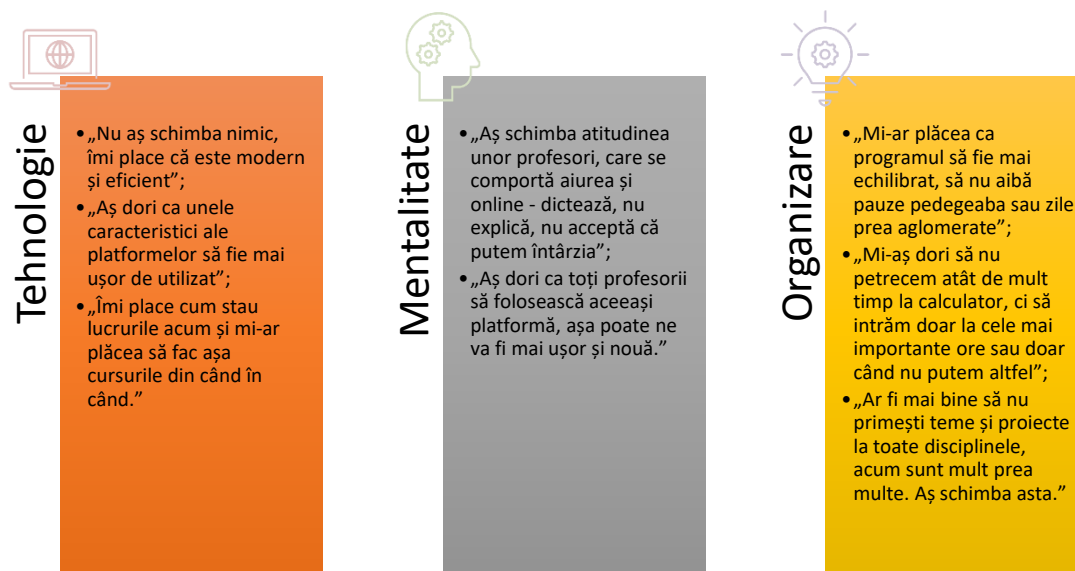 Tehnologie
•„Nu aș schimba nimic,
îmi place că este modern
și eficient”;
•„Aș dori ca unele
caracteristici ale
platformelor să fie mai
ușor de utilizat”;
•„Îmi place cum stau
lucrurile acum și mi-ar
plăcea să fac așa
cursurile din când în
când.”
Mentalitate
•„Aș schimba atitudinea
unor profesori, care se
comportă aiurea și
online - dictează, nu
explică, nu acceptă că
putem întârzia”;
•„Aș dori ca toți profesorii
să folosească aceeași
platformă, așa poate ne
va fi mai ușor și nouă.”
Organizare
•„Mi-ar plăcea ca
programul să fie mai
echilibrat, să nu aibă
pauze pedegeaba sau zile
prea aglomerate”;
•„Mi-aș dori să nu
petrecem atât de mult
timp la calculator, ci să
intrăm doar la cele mai
importante ore sau doar
când nu putem altfel”;
•„Ar fi mai bine să nu
primești teme și proiecte
la toate disciplinele,
acum sunt mult prea
multe. Aș schimba asta.”